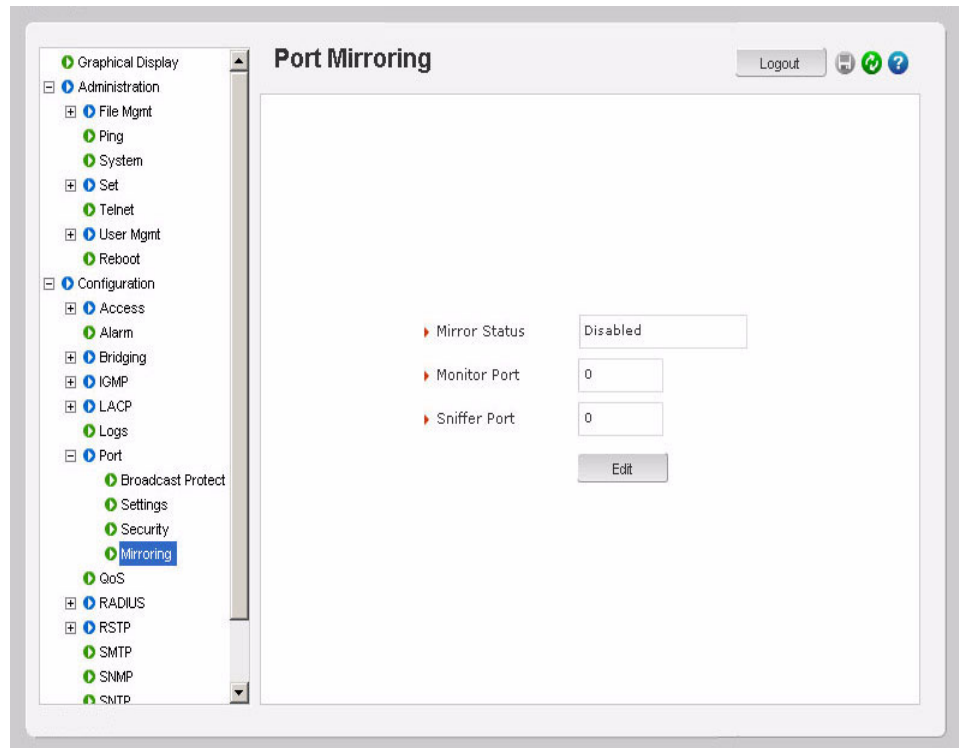 Port Mirroring
Logout
Graphical Display
Administration
File Mgmt
Ping
System
Set
Telnet
User Mgmt
Reboot
Configuration
Access
Alarm
Bridging
IGMP
LACP
Logs
Port
Broadcast Protect
Settings
Security
Mirroring
QoS
RADIUS
RSTP
SMTP
SNMP
SNTP
Mirror Status Disabled
Monitor Port 0
Sniffer Port 0
Edit